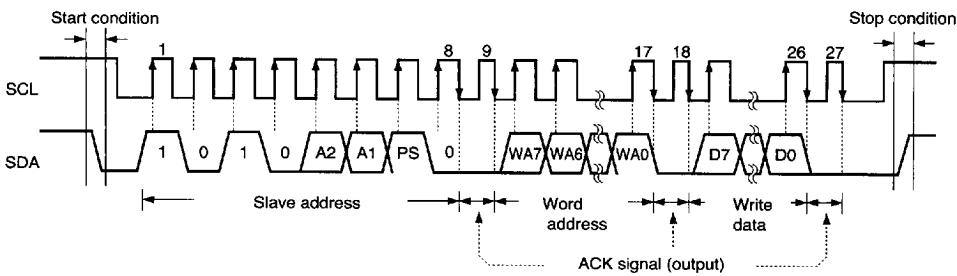 Start condition
Stop condition
1 8 9 17 18 26 27
SCL
SDA
1 0 1 0 A2 A1 PS 0 WA7 WA6 WA0 D7 D0
Slave address
Word
address
Write
data
ACK signal (output)